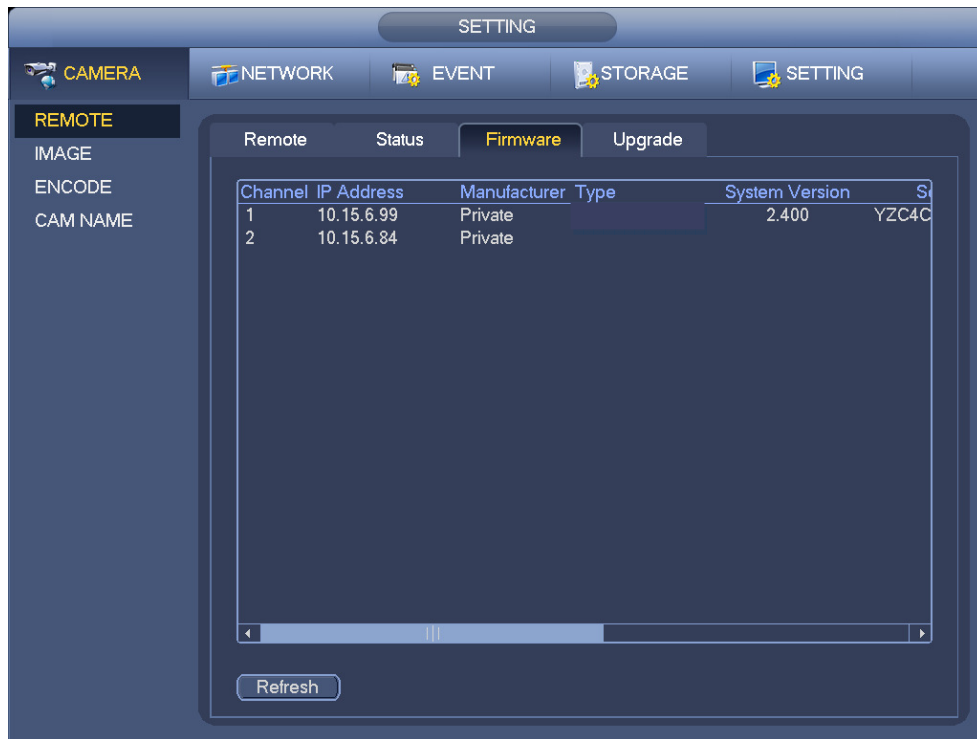 SETTING
CAMERA NETWORK EVENT STORAGE SETTING
REMOTE
IMAGE
ENCODE
CAM NAME
Remote Status Firmware Upgrade
Channel IP Address Manufacturer Type System Version
1 10.15.6.99 Private 2.400 YZC4C
2 10.15.6.84 Private
Refresh